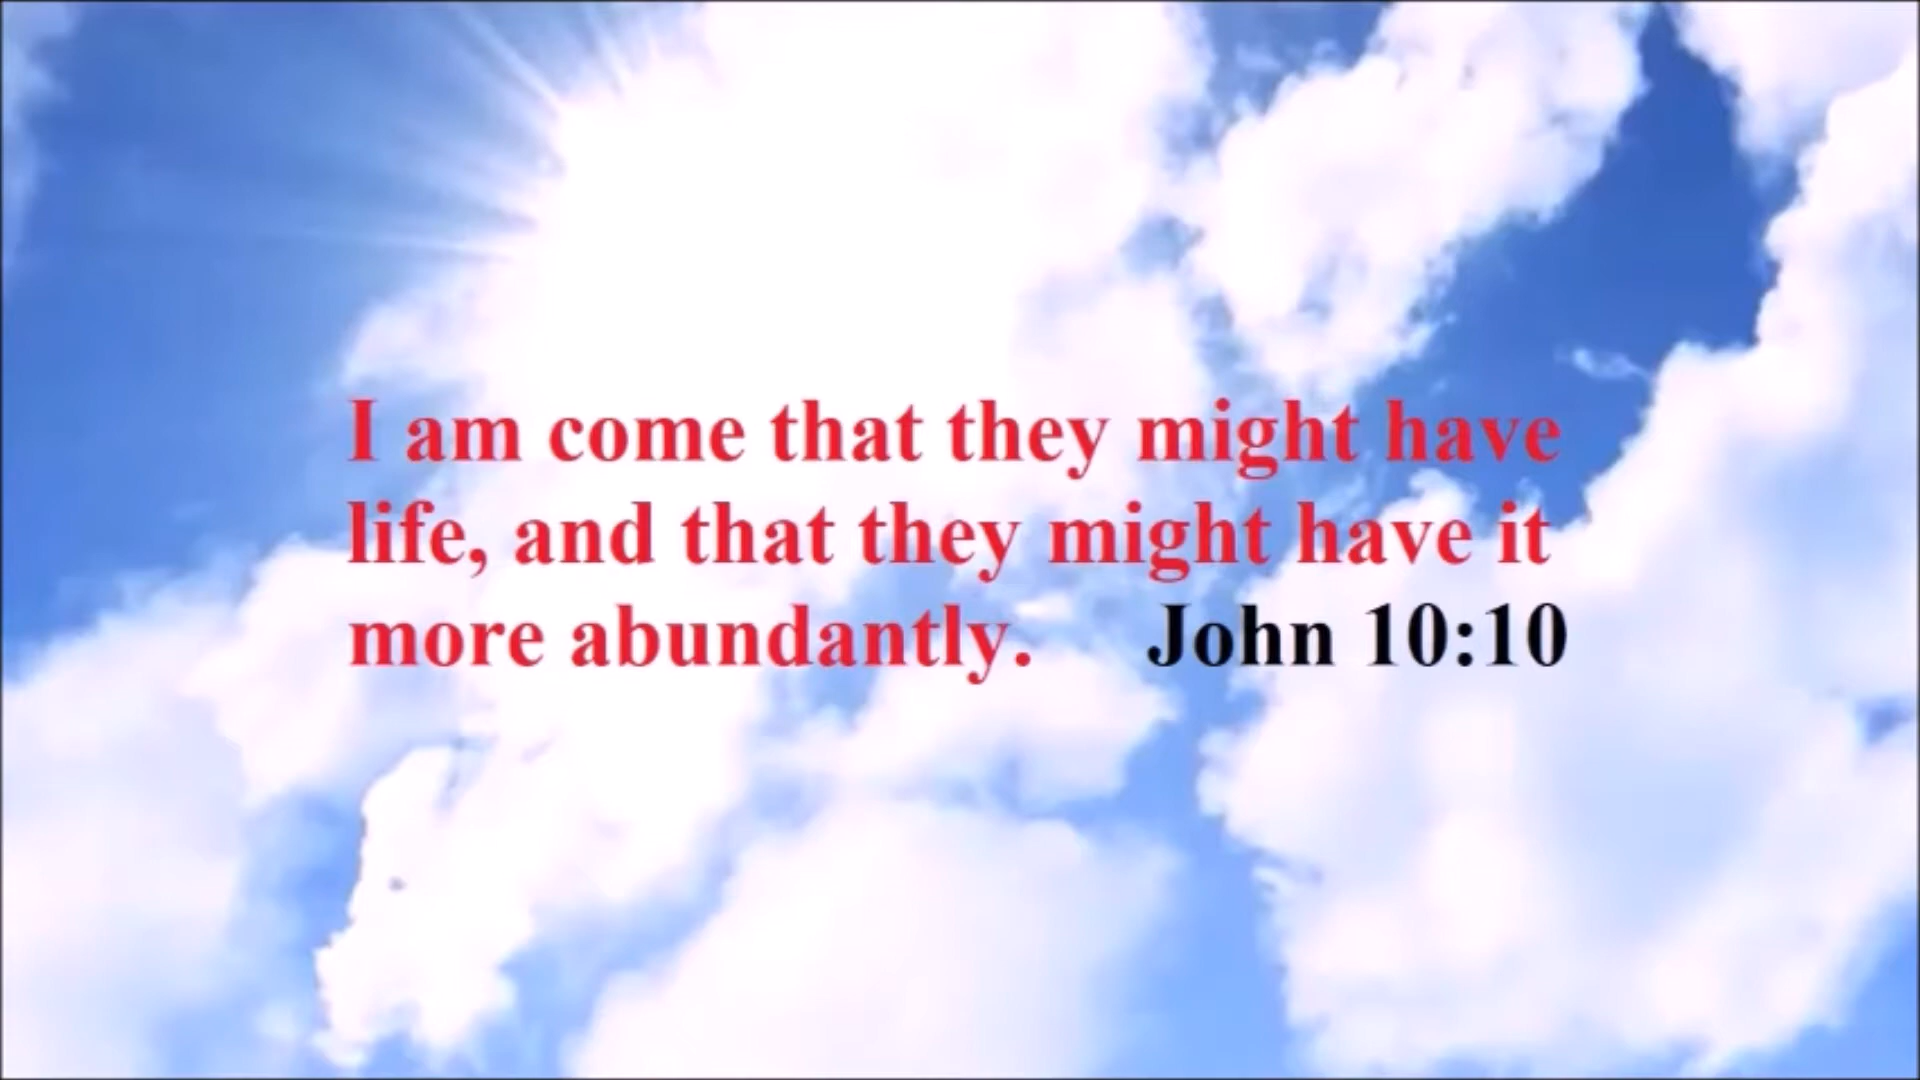 I am come that they might have
life, and that they might have it
more abundantly. John 10:10